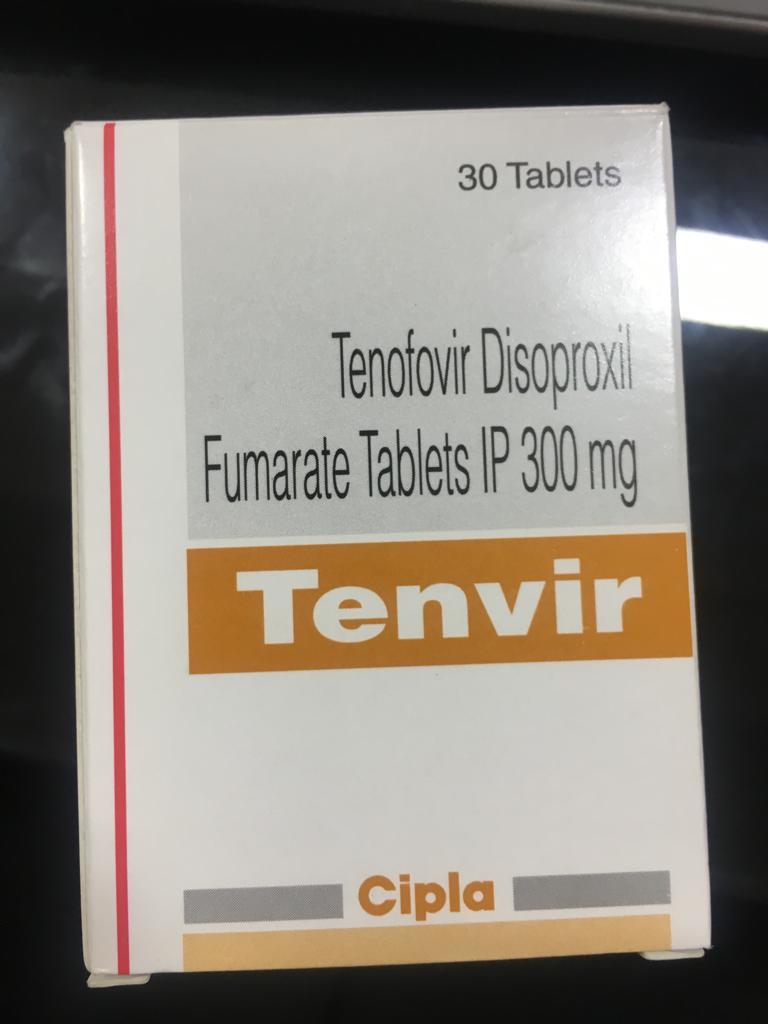 30 Tablets
Tenofovir Disoproxil
Fumarate Tablets IP 300 mg
Tenvir
Cipla